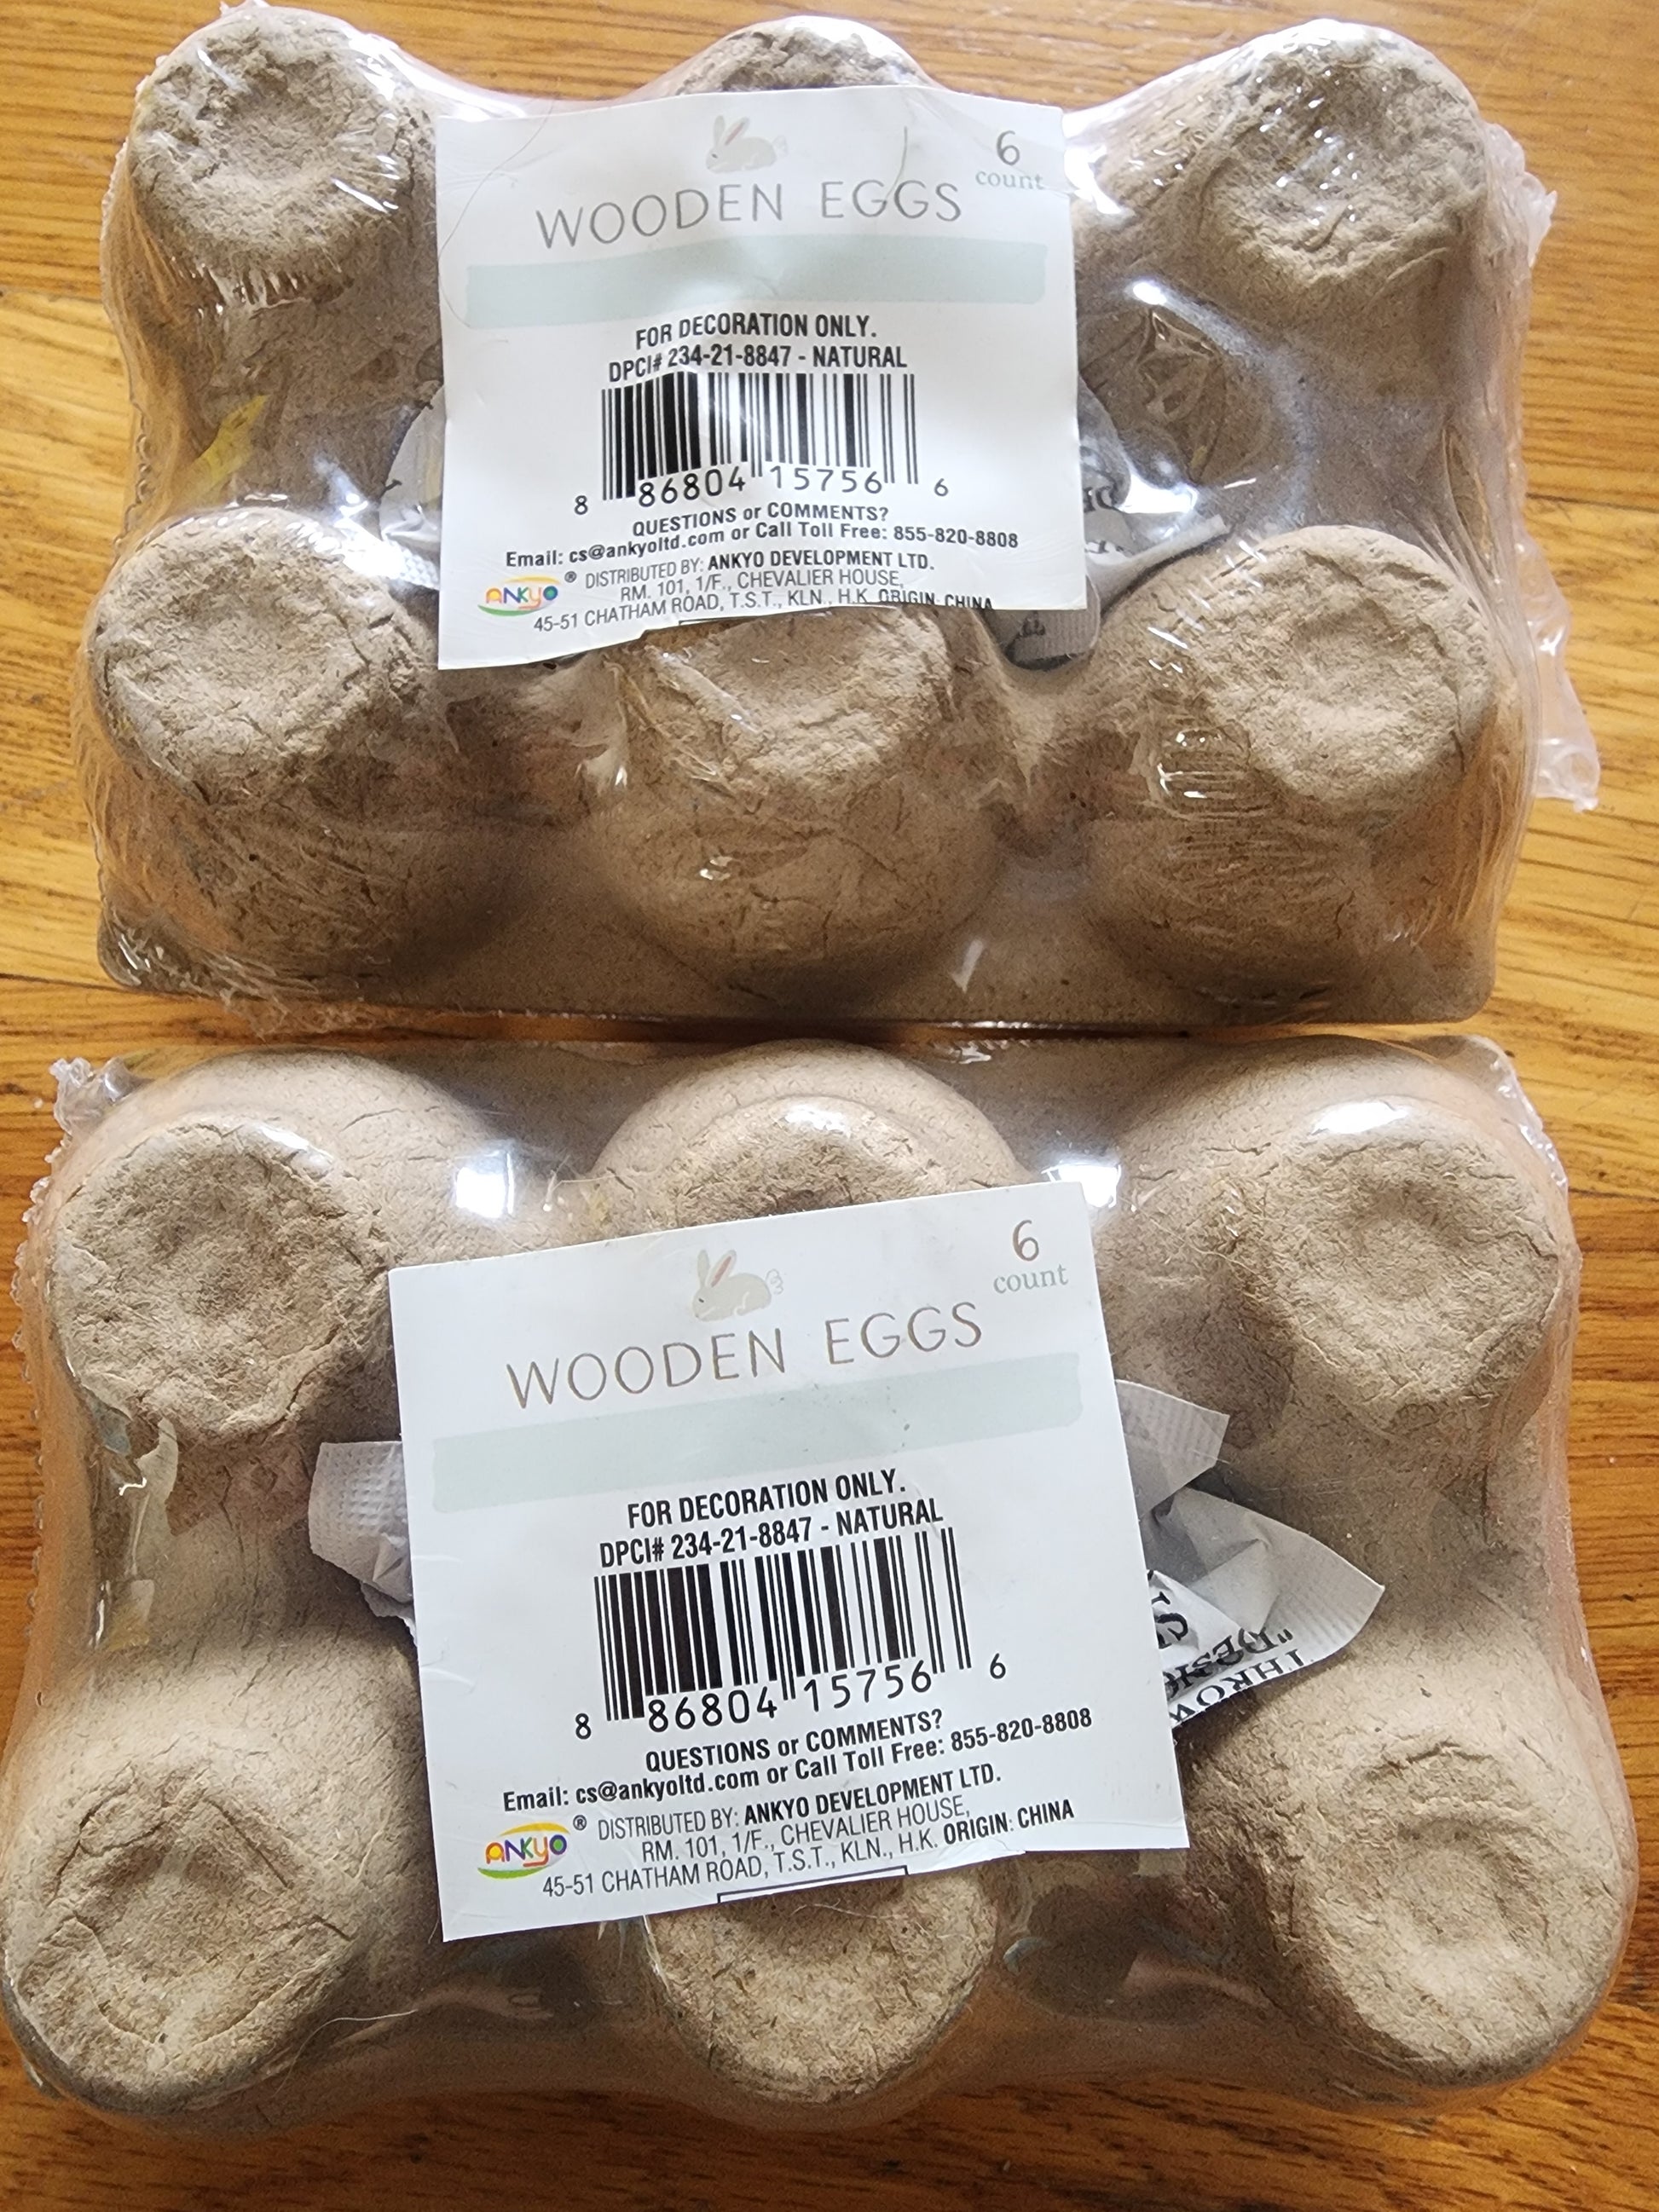 6
count
WOODEN EGGS
FOR DECORATION ONLY.
DPCI# 234-21-8847 - NATURAL
8 86804 15756 6
QUESTIONS or COMMENTS?
Email: cs@ankyoltd.com or Call Toll Free: 855-820-8808
ANKYO ® DISTRIBUTED BY: ANKYO DEVELOPMENT LTD.
RM. 101, 1/F., CHEVALIER HOUSE,
45-51 CHATHAM ROAD, T.S.T., KLN., H.K. ORIGIN: CHINA
6
count
WOODEN EGGS
FOR DECORATION ONLY.
DPCI# 234-21-8847 - NATURAL
8 86804 15756 6
QUESTIONS or COMMENTS?
Email: cs@ankyoltd.com or Call Toll Free: 855-820-8808
ANKYO ® DISTRIBUTED BY: ANKYO DEVELOPMENT LTD.
RM. 101, 1/F., CHEVALIER HOUSE,
45-51 CHATHAM ROAD, T.S.T., KLN., H.K. ORIGIN: CHINA
THROW